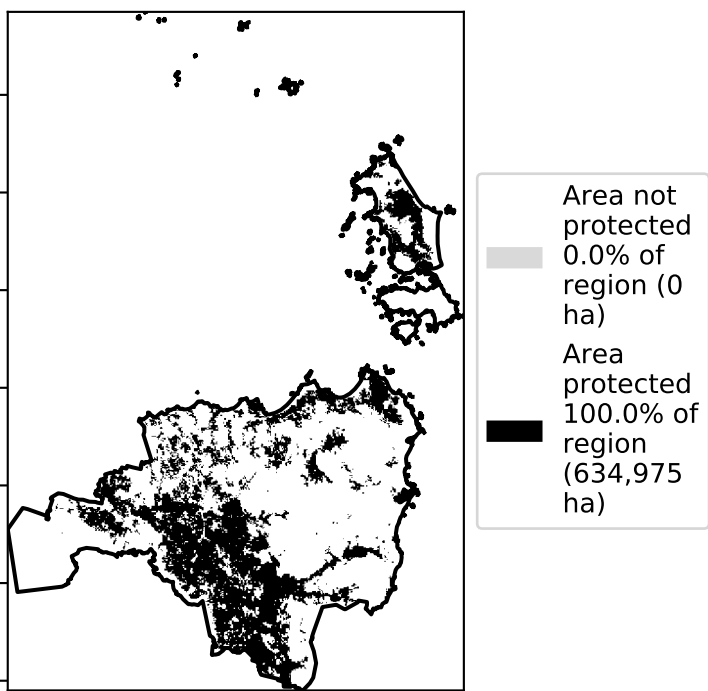 Area not
protected
0.0% of
region (0
ha)
Area
protected
100.0% of
region
(634,975
ha)